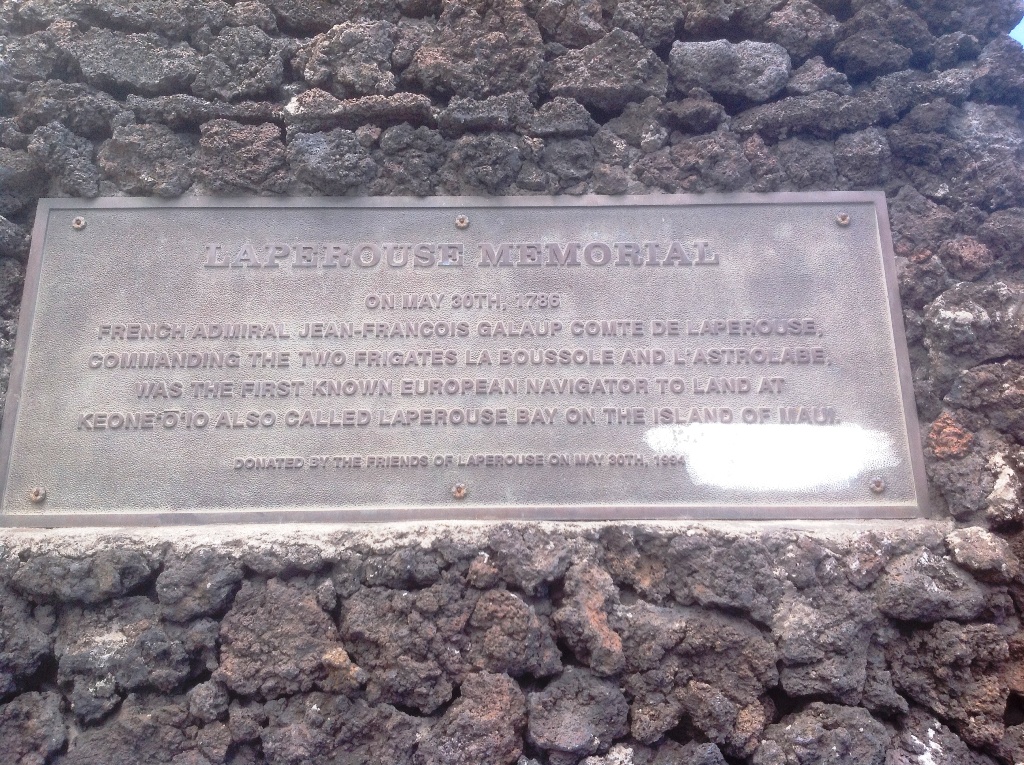 LAPEROUSE MEMORIAL
ON MAY 30TH, 1786
FRENCH ADMIRAL JEAN-FRANCOIS GALAUP COMTE DE LAPEROUSE,
COMMANDING THE TWO FRIGATES LA BOUSSOLE AND L'ASTROLABE,
WAS THE FIRST KNOWN EUROPEAN NAVIGATOR TO LAND AT
KEONE'Ō'IO ALSO CALLED LAPEROUSE BAY ON THE ISLAND OF MAUI.
DONATED BY THE FRIENDS OF LAPEROUSE ON MAY 30TH, 1994